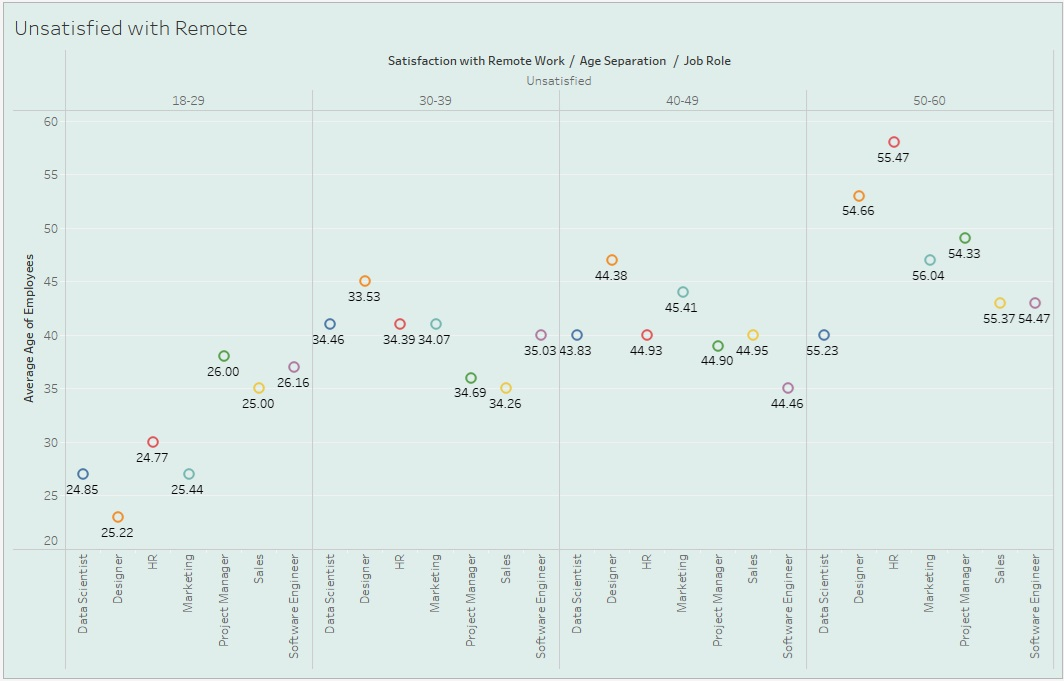 Unsatisfied with Remote
Satisfaction with Remote Work / Age Separation / Job Role
Unsatisfied
18-29 30-39 40-49 50-60
Average Age of Employees
60
55
50
45
40
35
30
25
20
24.85
25.22
24.77
25.44
26.00
25.00
26.16
34.46
33.53
34.39
34.07
34.69
34.26
35.03
43.83
44.38
44.93
45.41
44.90
44.95
44.46
55.23
54.66
55.47
56.04
54.33
55.37
54.47
Data Scientist
Designer
HR
Marketing
Project Manager
Sales
Software Engineer
Data Scientist
Designer
HR
Marketing
Project Manager
Sales
Software Engineer
Data Scientist
Designer
HR
Marketing
Project Manager
Sales
Software Engineer
Data Scientist
Designer
HR
Marketing
Project Manager
Sales
Software Engineer